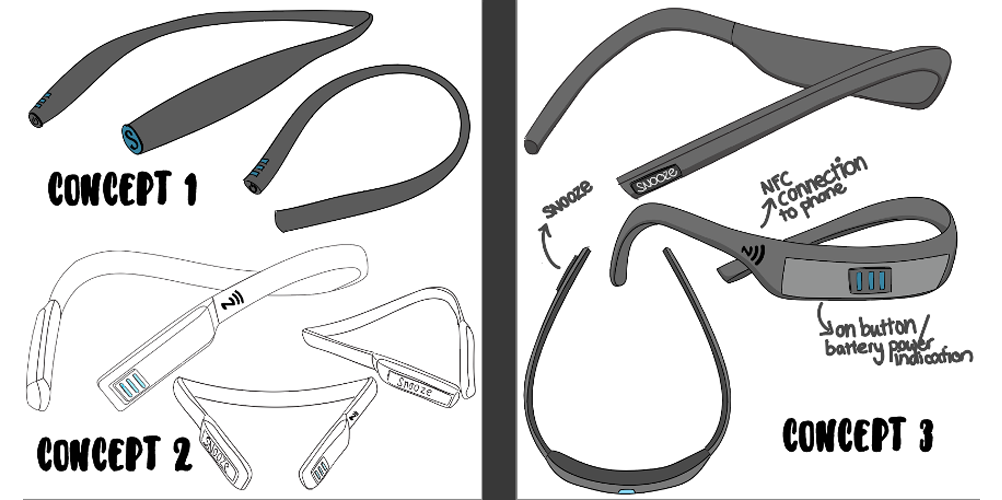 CONCEPT 1
S
CONCEPT 2
SNOOZE
SNOOZE
N
N
CONCEPT 3
SNOOZE
SNOOZE
NFC
Connection
to phone
N
on button/
battery power
indication